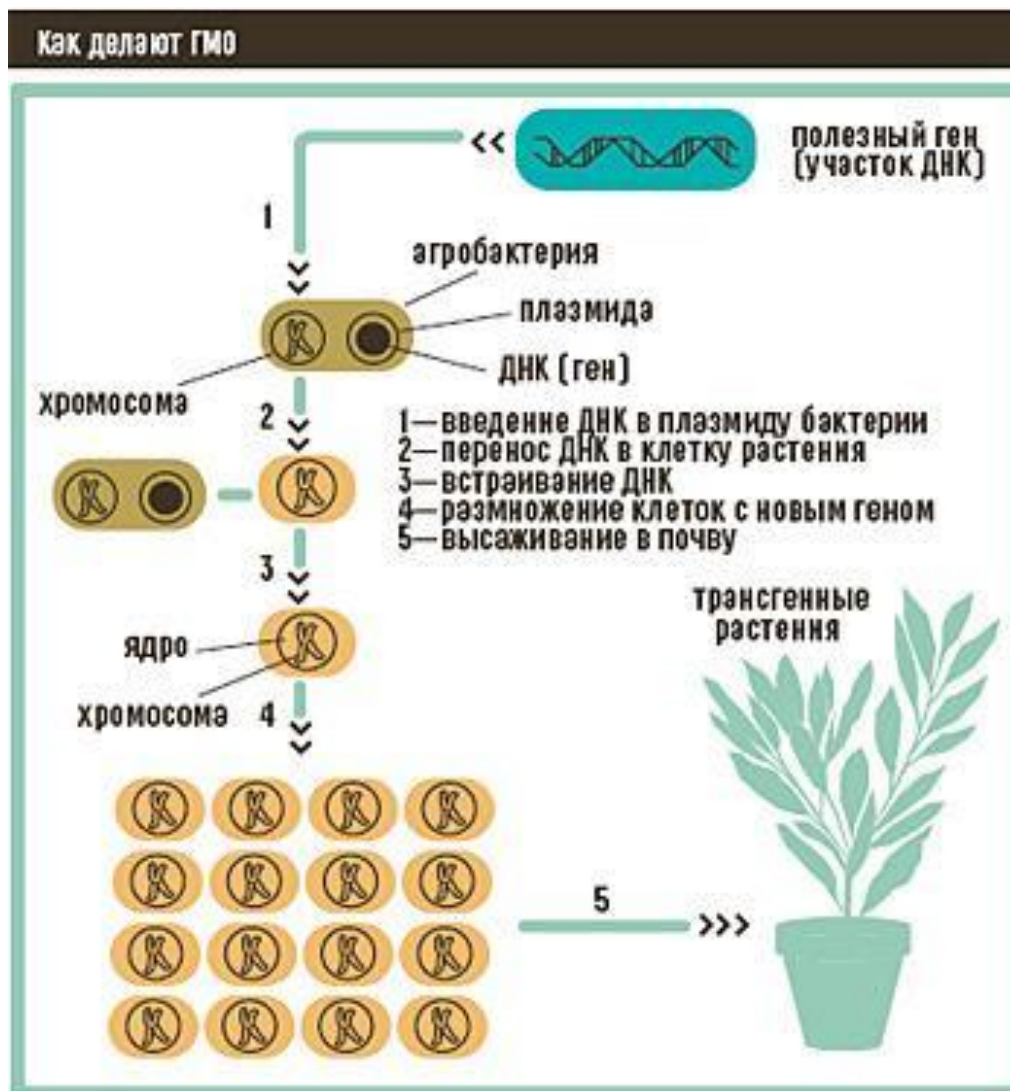 Как делают ГМО
полезный ген
(участок ДНК)
1
агробактерия
плазмида
ДНК (ген)
хромосома
2
1—введение ДНК в плазмиду бактерии
2—перенос ДНК в клетку растения
3—встраивание ДНК
4—размножение клеток с новым геном
5—высаживание в почву
3
трансгенные
растения
ядро
хромосома
4
5